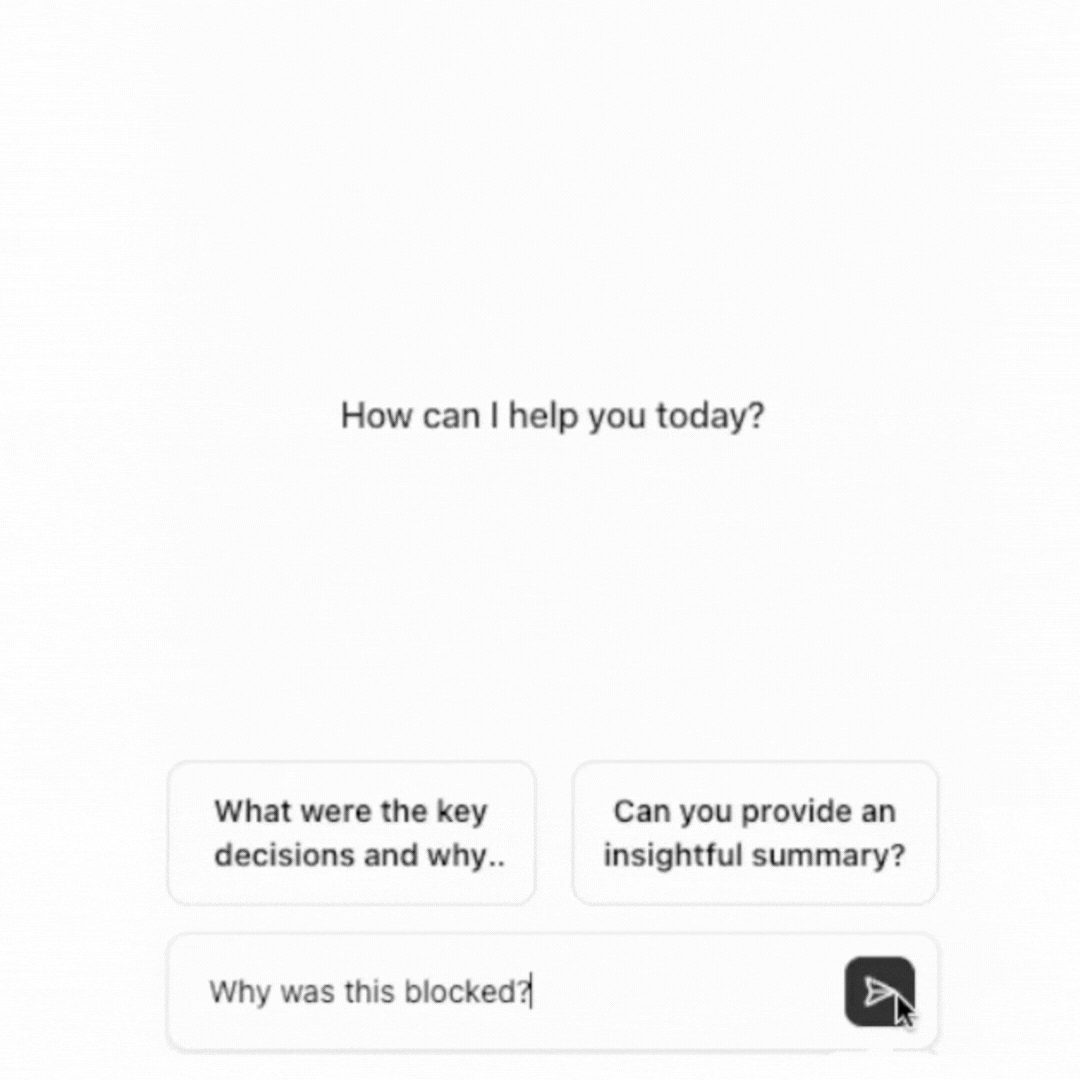 How can I help you today?
What were the key
decisions and why..
Can you provide an
insightful summary?
Why was this blocked?